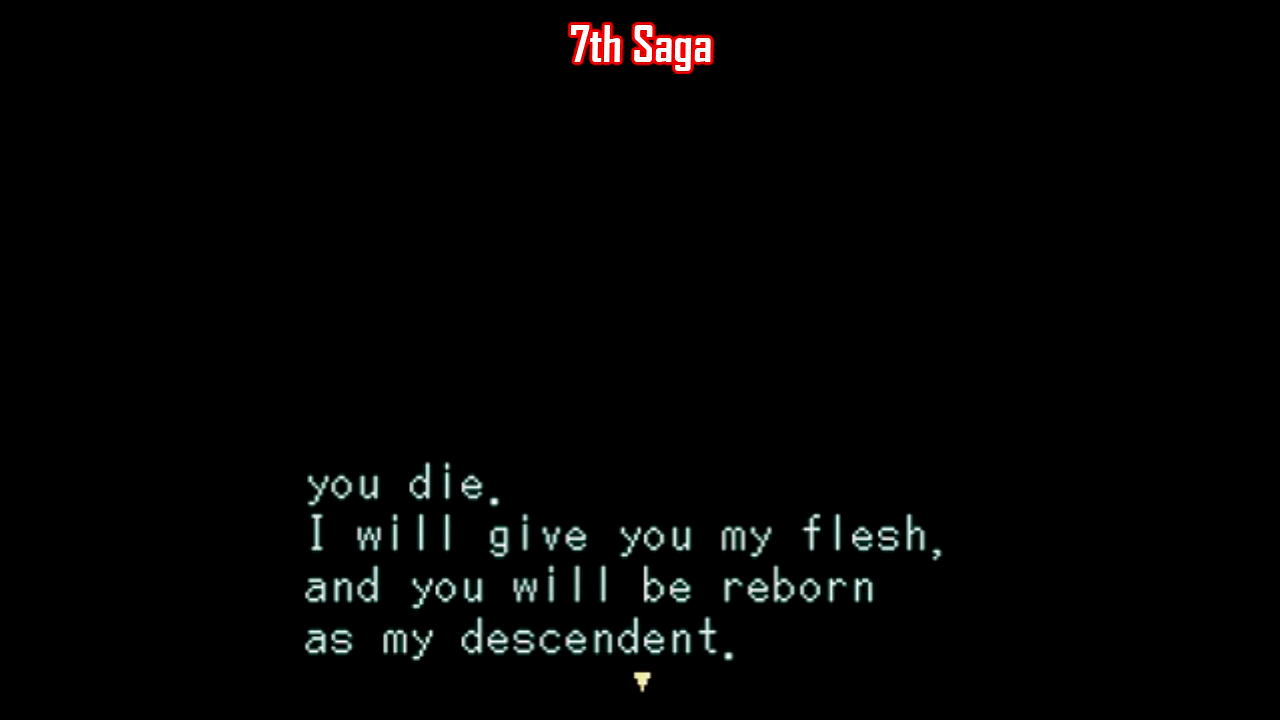 7th Saga
you die.
I will give you my flesh,
and you will be reborn
as my descendent.